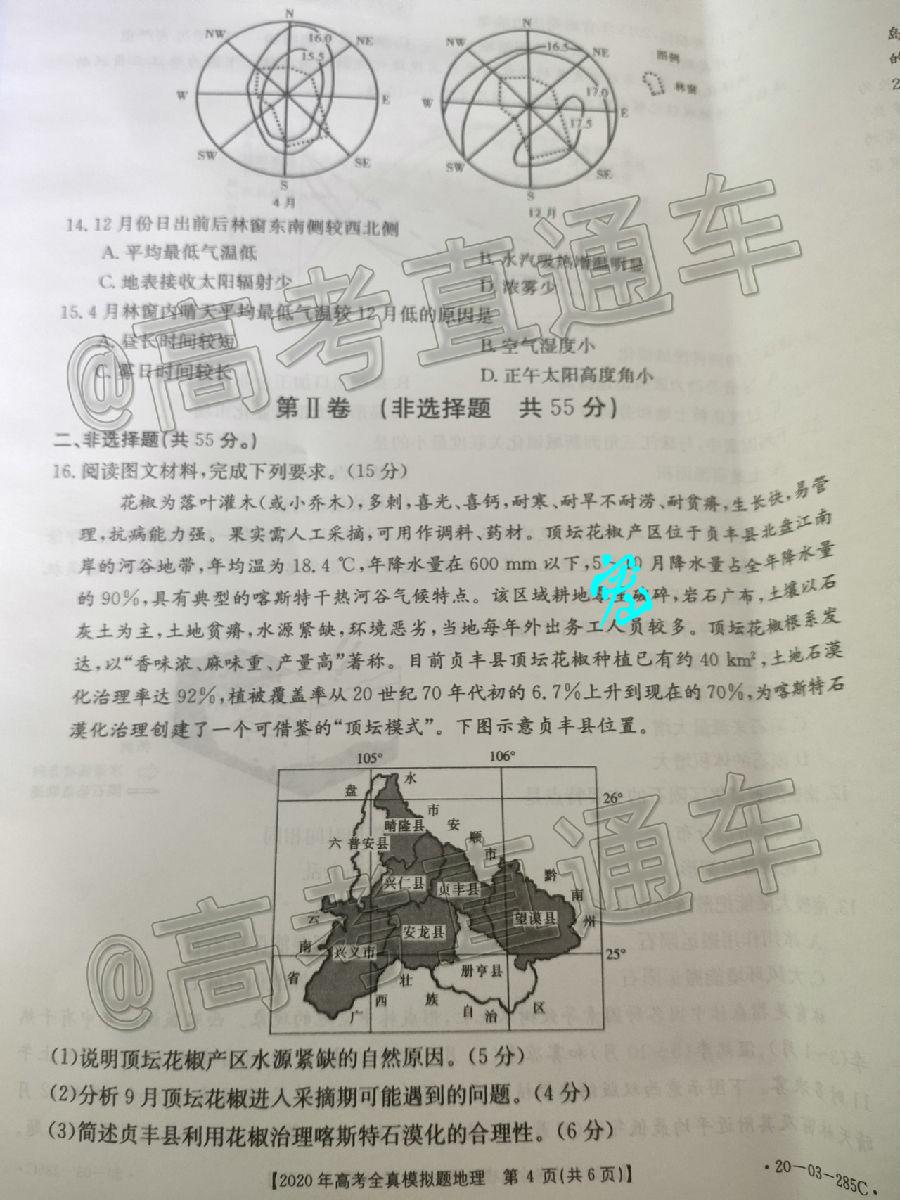 N
NW
NE
16.0
15.5
W
E
SW
SE
S
4月
N
NW
NE
16.5
17.0
17.5
W
E
SW
SE
S
12月
图例
林窗
14.12月份日出前后林窗东南侧较西北侧
A.平均最低气温低
B.水汽吸热增温明显
C.地表接收太阳辐射少
D.浓雾少
15.4月林窗内晴天平均最低气温较12月低的原因是
A.昼长时间较短
B.空气湿度小
C.雾日时间较长
D.正午太阳高度角小
第Ⅱ卷 (非选择题 共55分)
二、非选择题(共55分。)
16.阅读图文材料,完成下列要求。(15分)
花椒为落叶灌木(或小乔木),多刺,喜光、喜钙,耐寒、耐旱不耐涝、耐贫瘠,生长快,易管
理,抗病能力强。果实需人工采摘,可用作调料、药材。顶坛花椒产区位于贞丰县北盘江南
岸的河谷地带,年均温为18.4 ℃,年降水量在600 mm以下,5~10月降水量占全年降水量
的90%,具有典型的喀斯特干热河谷气候特点。该区域耕地 破碎,岩石广布,土壤以石
灰土为主,土地贫瘠,水源紧缺,环境恶劣,当地每年外出务工人员较多。顶坛花椒根系发
达,以“香味浓、麻味重、产量高”著称。目前贞丰县顶坛花椒种植已有约40 km²,土地石漠
化治理率达92%,植被覆盖率从20世纪70年代初的6.7%上升到现在的70%,为喀斯特石
漠化治理创建了一个可借鉴的“顶坛模式”。下图示意贞丰县位置。
105°
106°
26°
25°
六盘水市
安顺市
黔南州
云南省
广西壮族自治区
晴隆县
普安县
兴仁县
贞丰县
望谟县
安龙县
兴义市
册亨县
(1)说明顶坛花椒产区水源紧缺的自然原因。(5分)
(2)分析9月顶坛花椒进入采摘期可能遇到的问题。(4分)
(3)简述贞丰县利用花椒治理喀斯特石漠化的合理性。(6分)
【2020年高考全真模拟题地理 第4页(共6页)】
·20-03-285C·
@高考直通车
@高考直通车